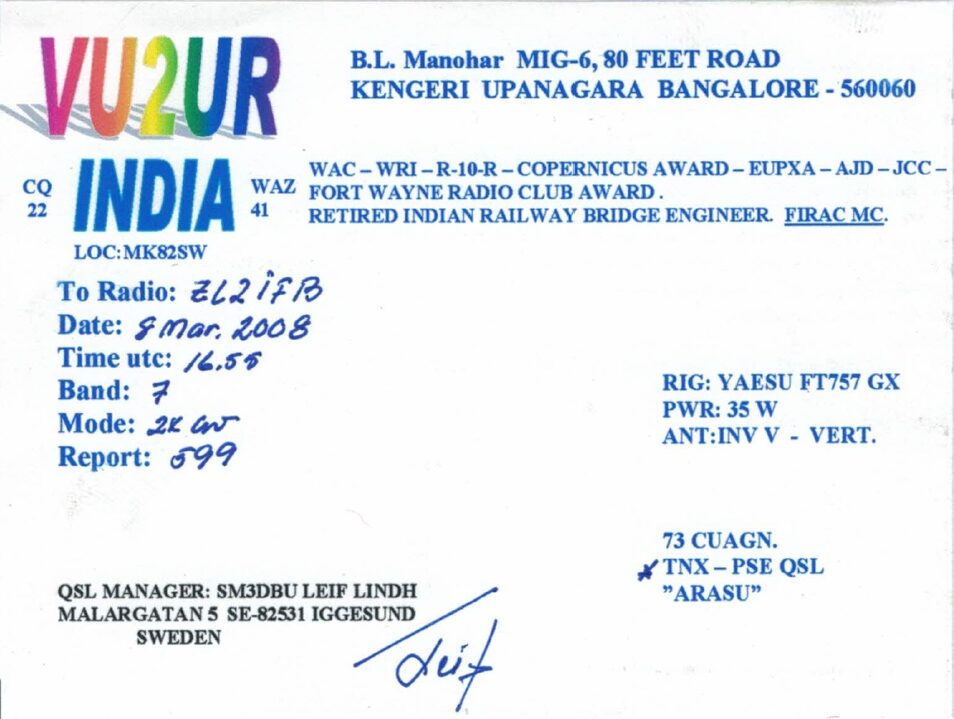 VU2UR
B.L. Manohar MIG-6, 80 FEET ROAD
KENGERI UPANAGARA BANGALORE - 560060
CQ
22
INDIA
WAZ
41
WAC – WRI – R-10-R – COPERNICUS AWARD – EUPXA – AJD – JCC –
FORT WAYNE RADIO CLUB AWARD .
RETIRED INDIAN RAILWAY BRIDGE ENGINEER. FIRAC MC.
LOC:MK82SW
To Radio: ZL2iFB
Date: 8 Mar. 2008
Time utc: 16.55
Band: 7
Mode: 2x cw
Report: 599
RIG: YAESU FT757 GX
PWR: 35 W
ANT:INV V - VERT.
73 CUAGN.
TNX – PSE QSL
”ARASU”
QSL MANAGER: SM3DBU LEIF LINDH
MALARGATAN 5 SE-82531 IGGESUND
SWEDEN
Leif